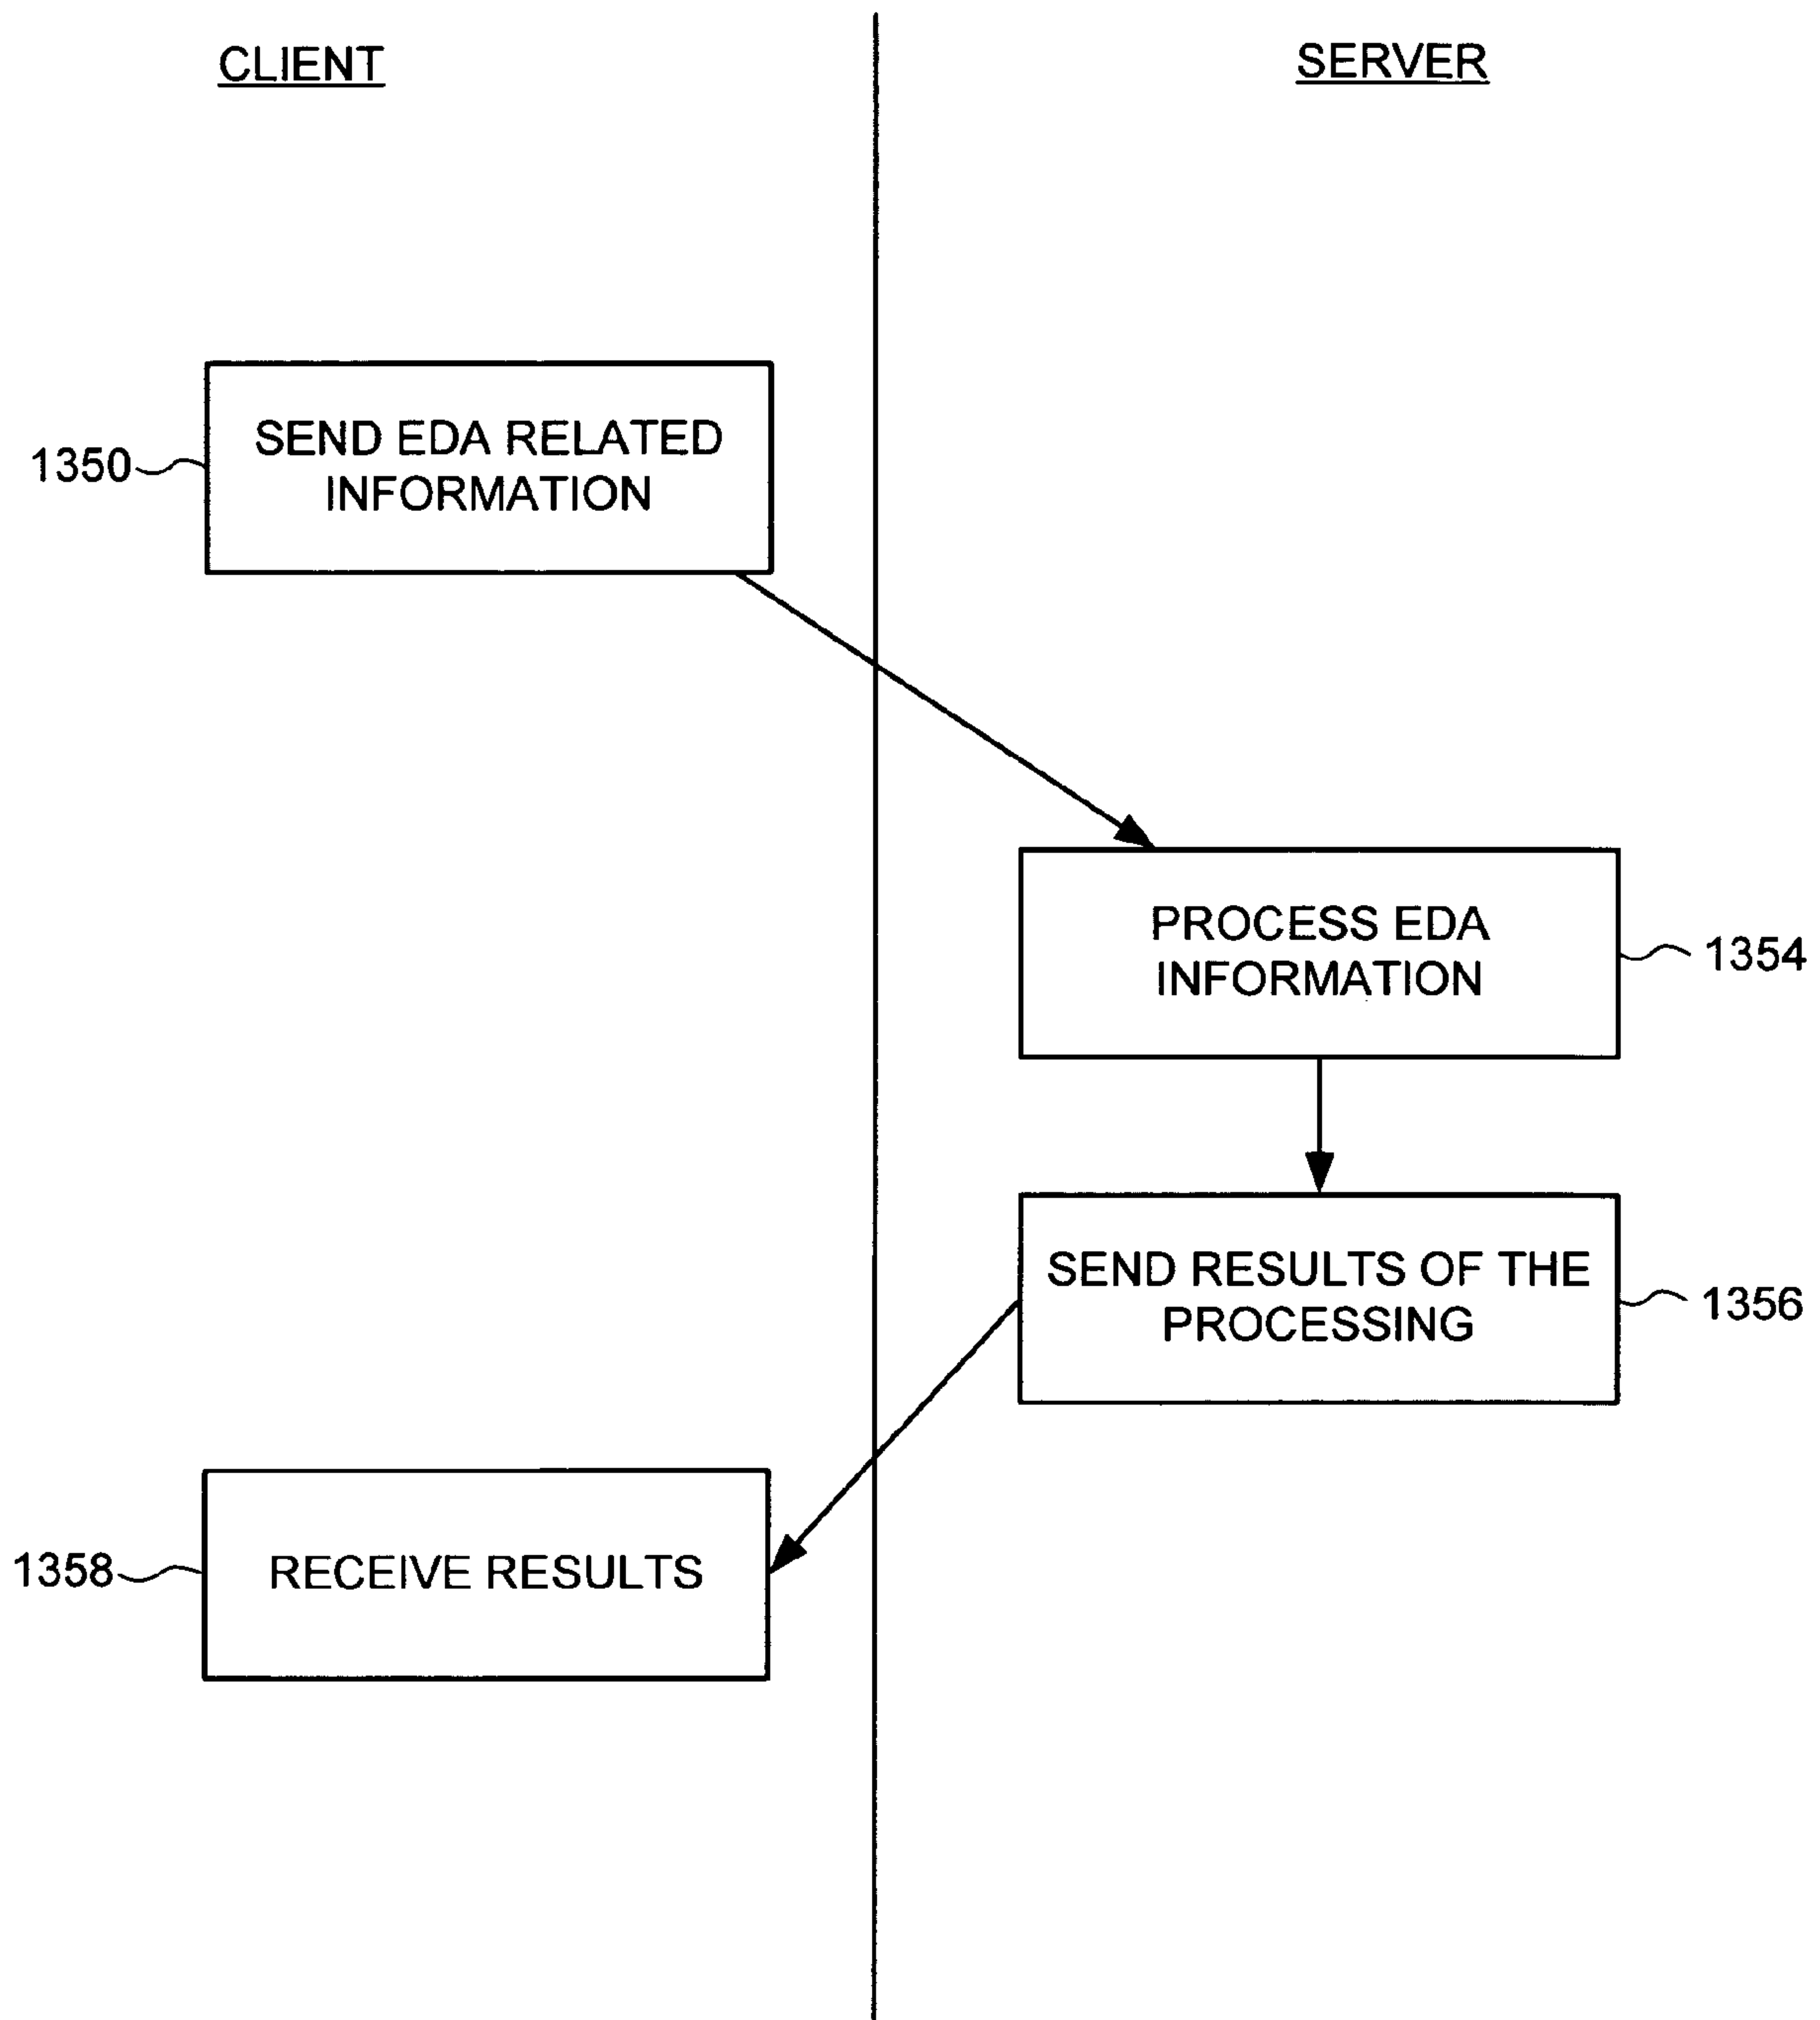 CLIENT
SERVER
1350
SEND EDA RELATED
INFORMATION
PROCESS EDA
INFORMATION
1354
SEND RESULTS OF THE
PROCESSING
1356
1358
RECEIVE RESULTS